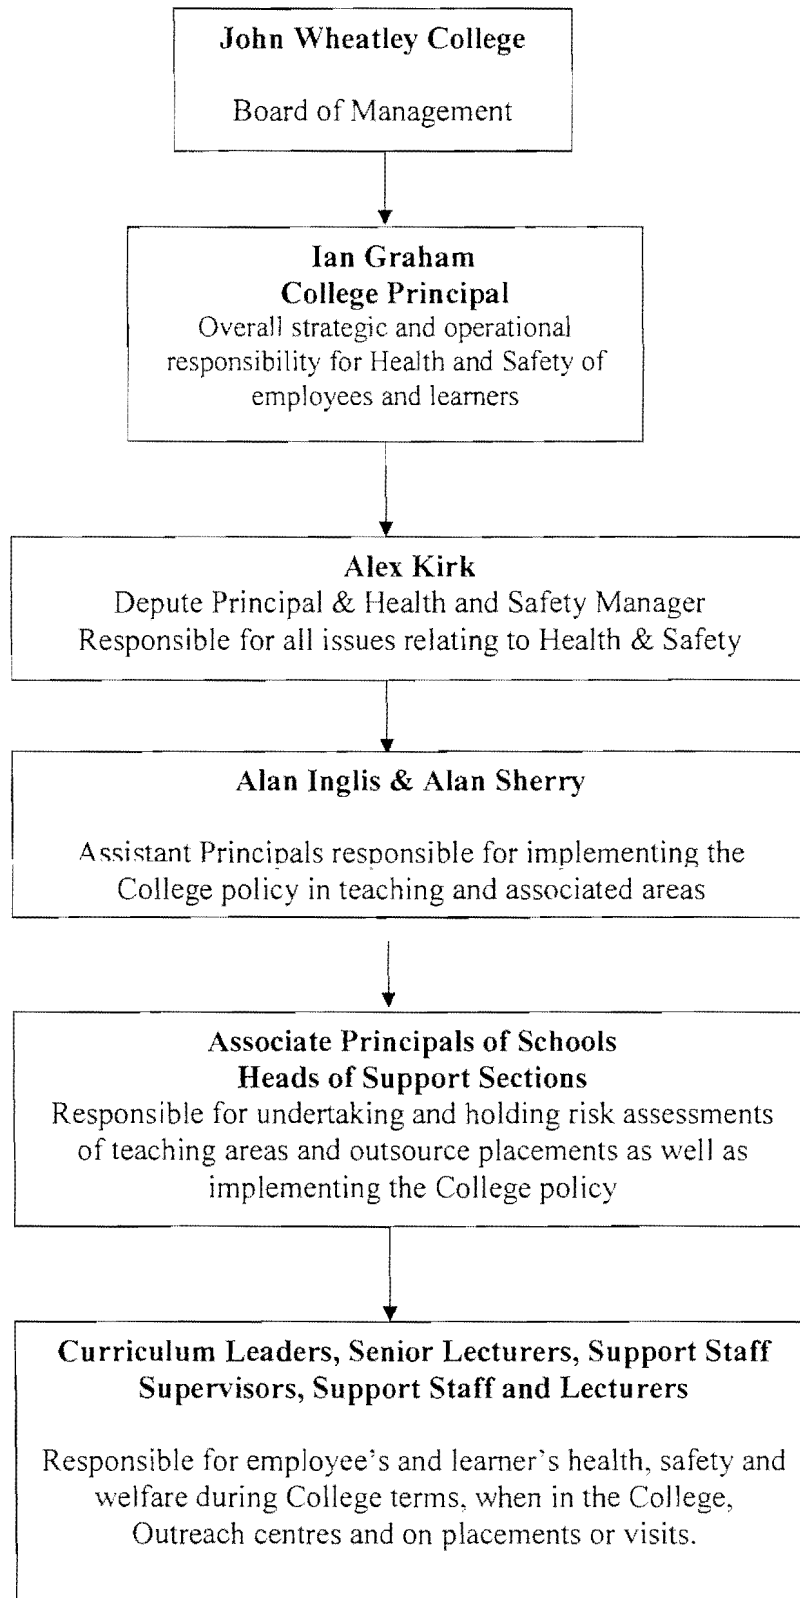 John Wheatley College
Board of Management
Ian Graham
College Principal
Overall strategic and operational
responsibility for Health and Safety of
employees and learners
Alex Kirk
Depute Principal & Health and Safety Manager
Responsible for all issues relating to Health & Safety
Alan Inglis & Alan Sherry
Assistant Principals responsible for implementing the
College policy in teaching and associated areas
Associate Principals of Schools
Heads of Support Sections
Responsible for undertaking and holding risk assessments
of teaching areas and outsource placements as well as
implementing the College policy
Curriculum Leaders, Senior Lecturers, Support Staff
Supervisors, Support Staff and Lecturers
Responsible for employee's and learner's health, safety and
welfare during College terms, when in the College,
Outreach centres and on placements or visits.